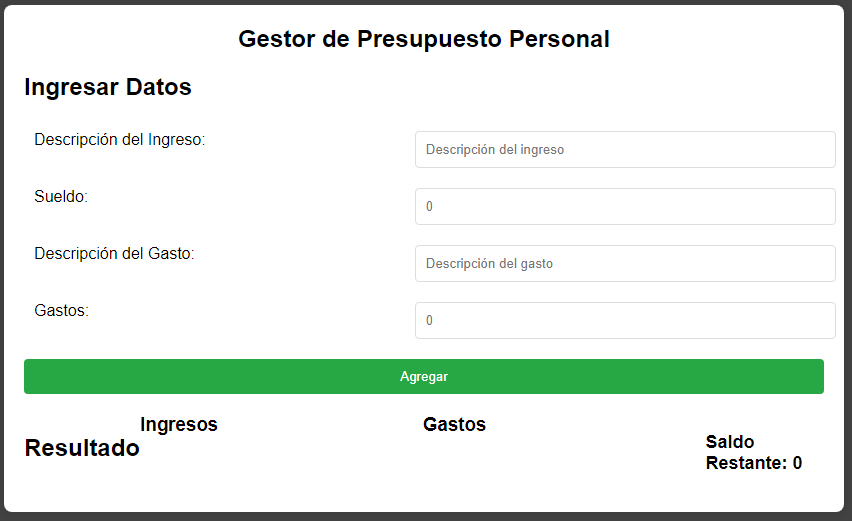 Gestor de Presupuesto Personal
Ingresar Datos
Descripción del Ingreso:
Descripción del ingreso
Sueldo:
0
Descripción del Gasto:
Descripción del gasto
Gastos:
0
Agregar
Resultado
Ingresos
Gastos
Saldo
Restante: 0